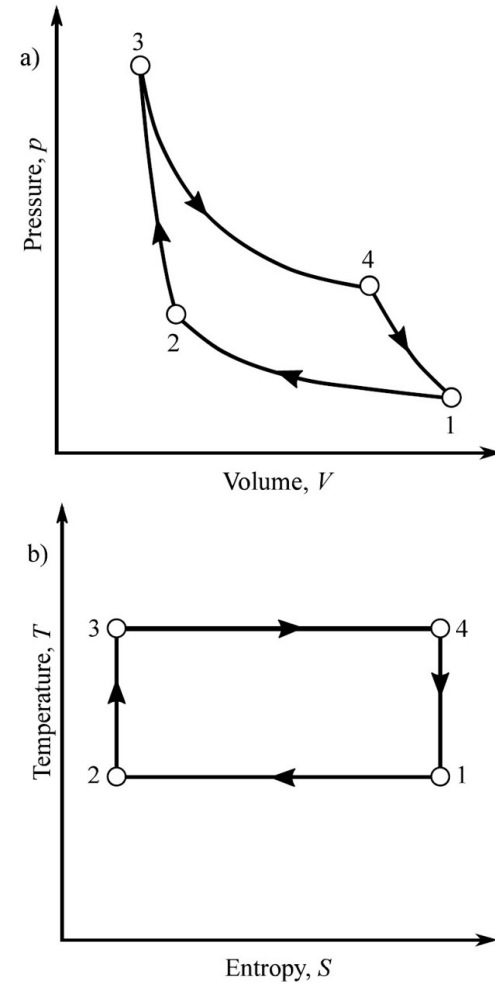 a)
3
Pressure, p
4
2
1
Volume, V
b)
3
4
Temperature, T
2
1
Entropy, S